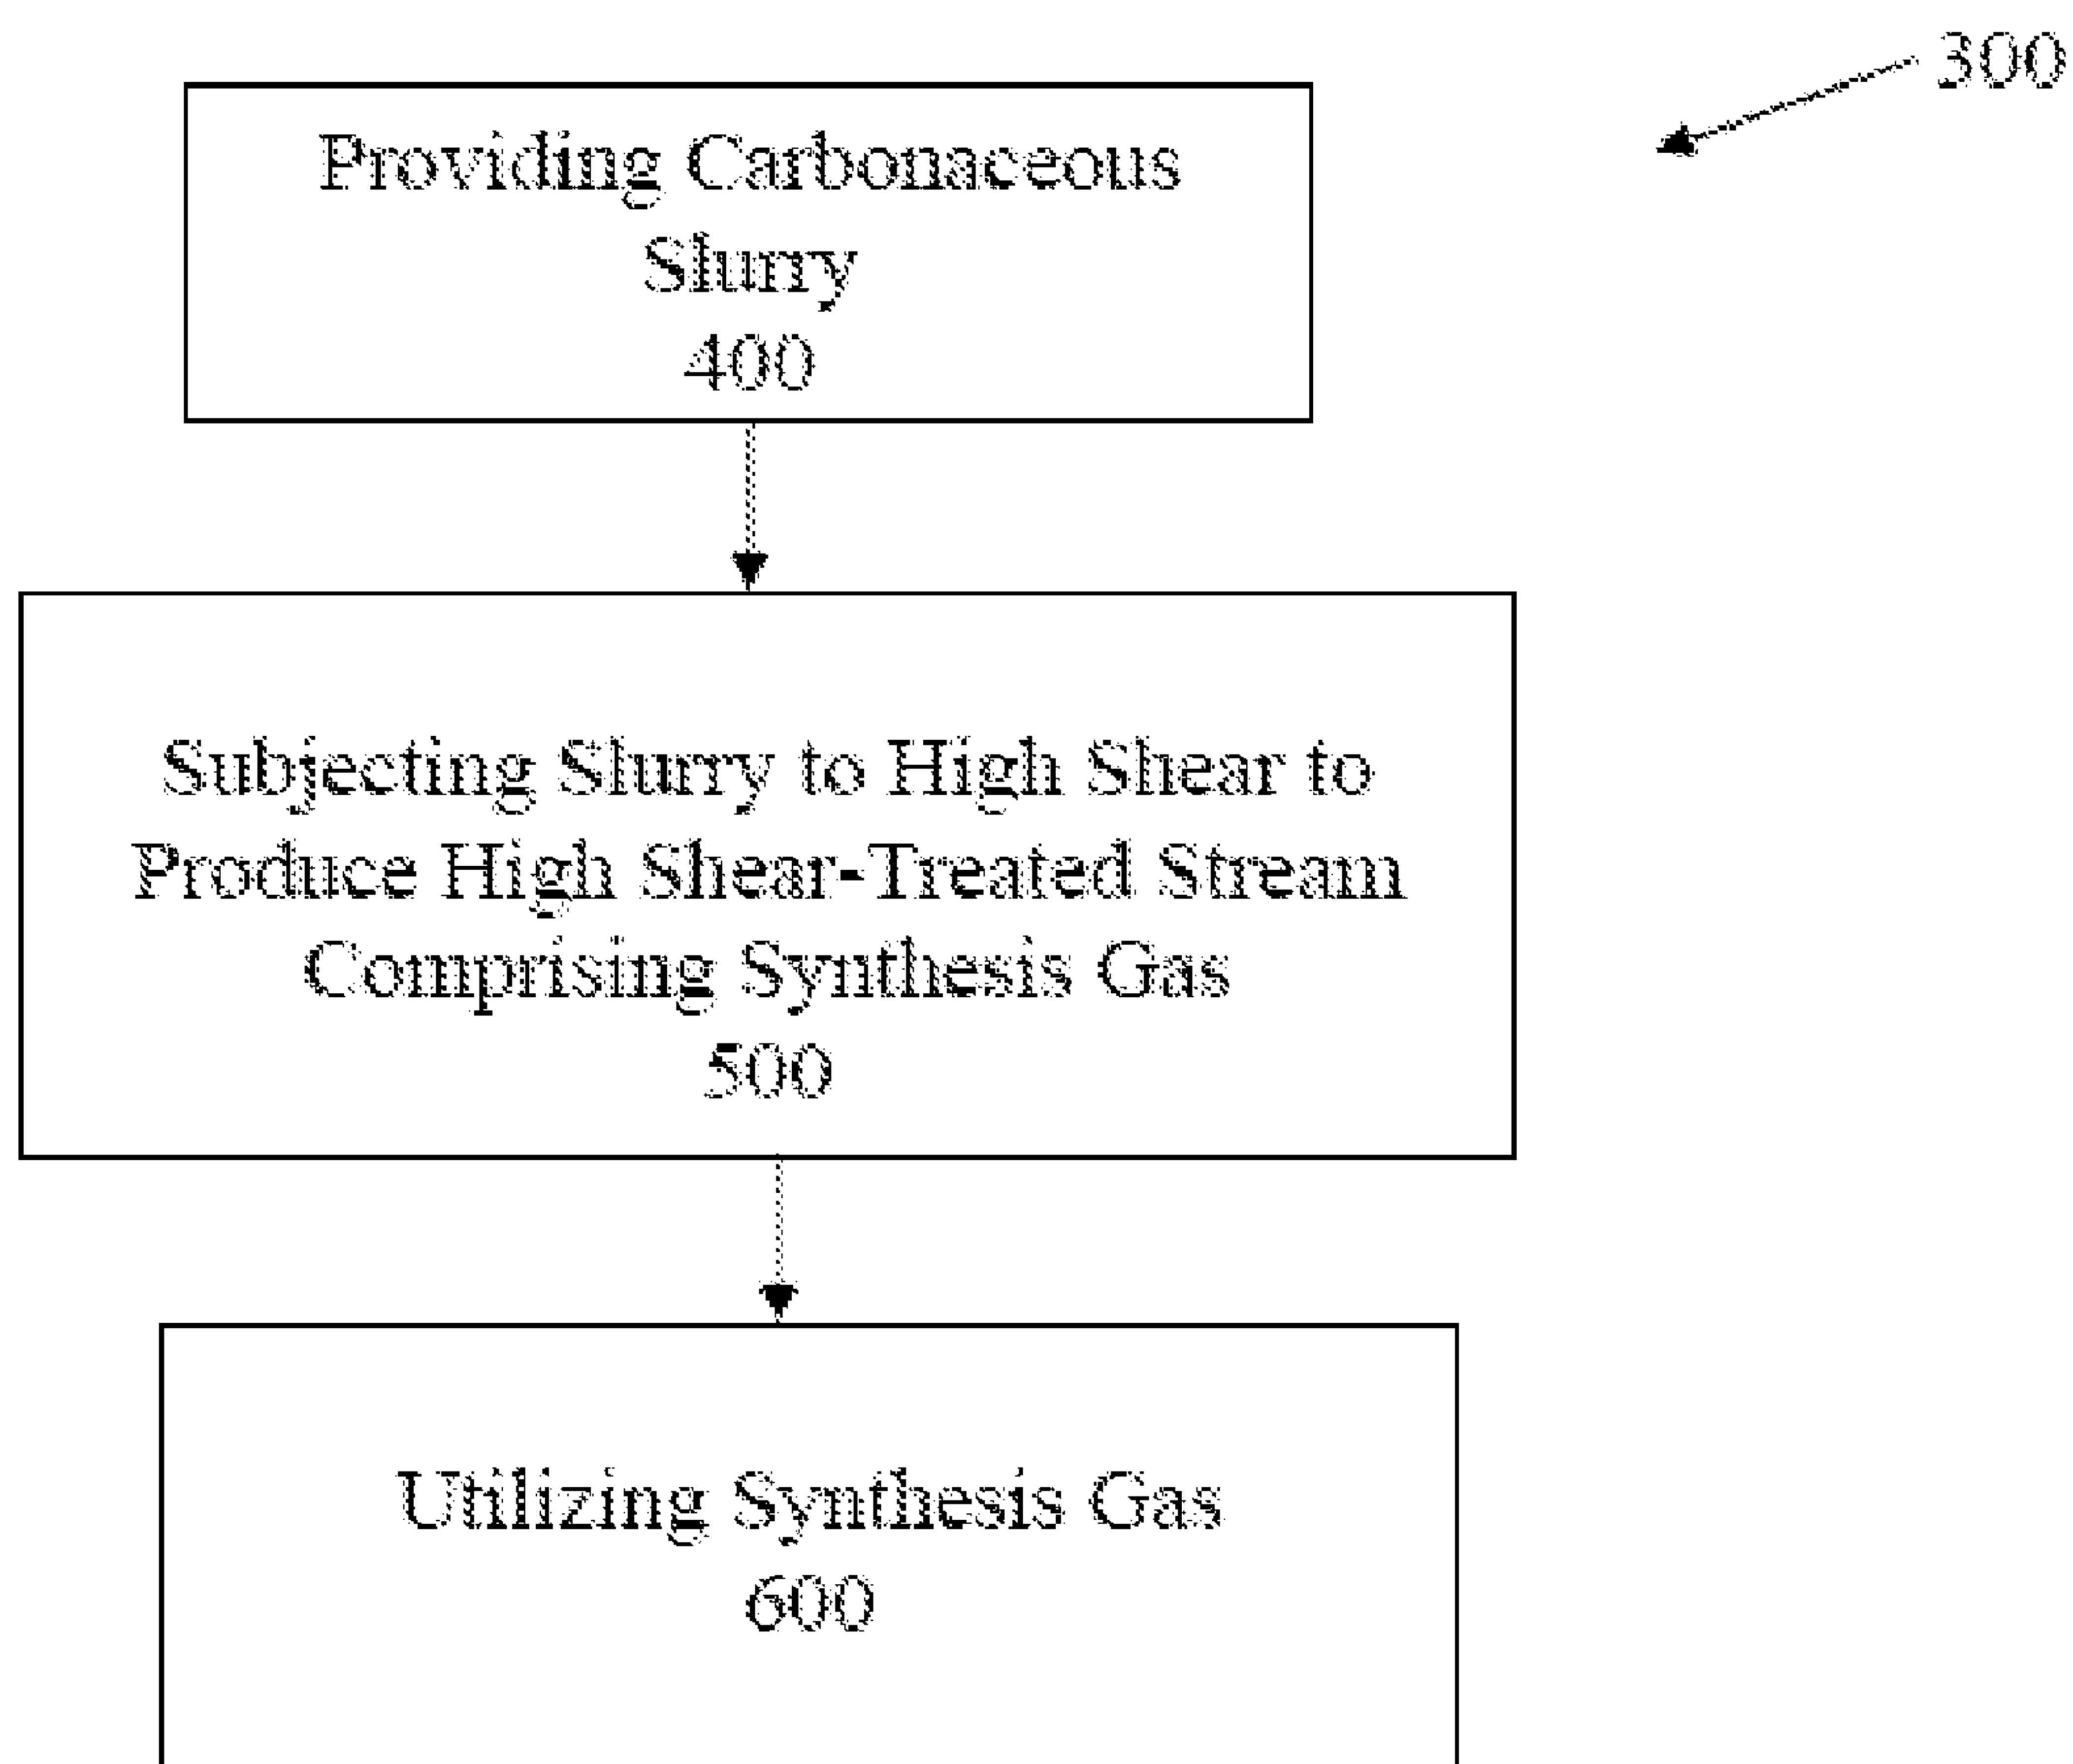 300
Providing Carbonaceous
Slurry
400
Subjecting Slurry to High Shear to
Produce High Shear-Treated Stream
Comprising Synthesis Gas
500
Utilizing Synthesis Gas
600